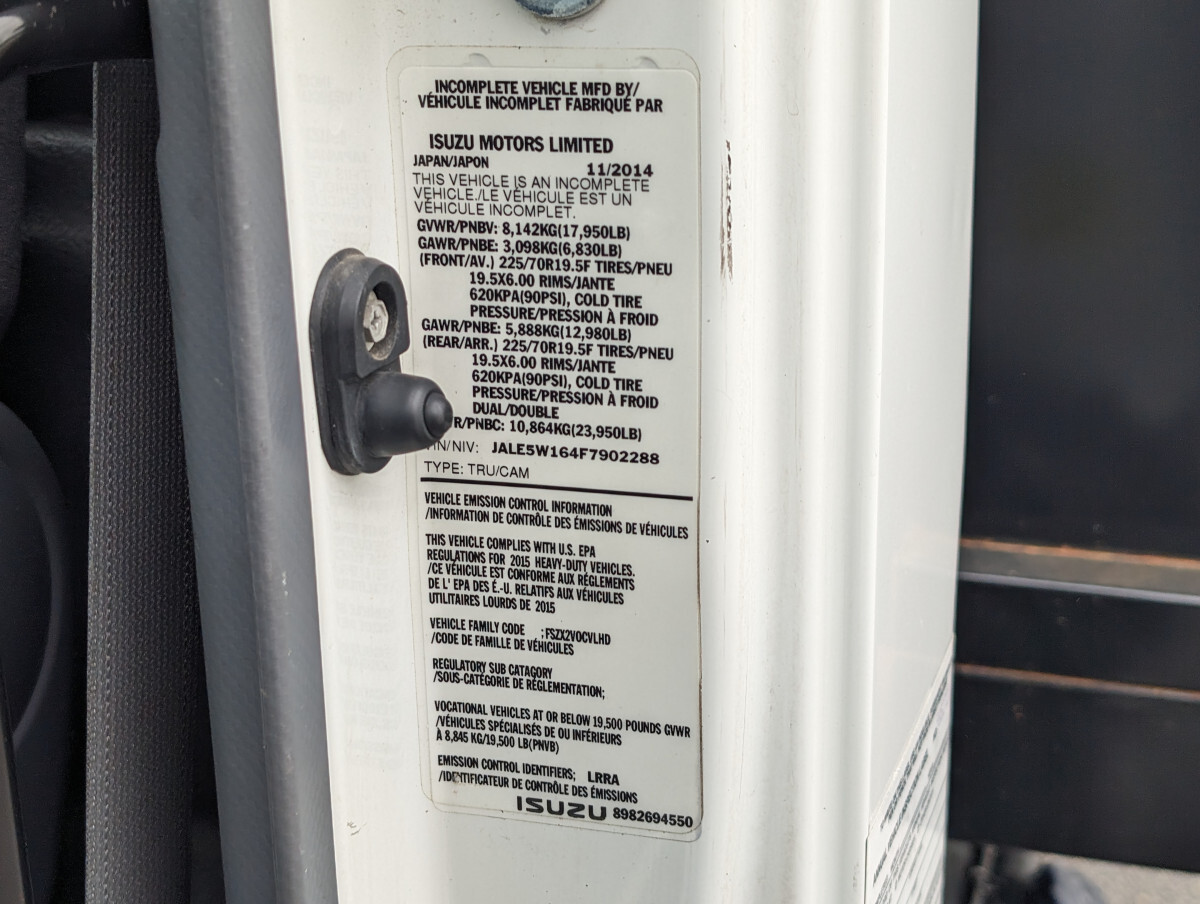 INCOMPLETE VEHICLE MFD BY/
VÉHICULE INCOMPLET FABRIQUÉ PAR
ISUZU MOTORS LIMITED
JAPAN/JAPON 11/2014
THIS VEHICLE IS AN INCOMPLETE
VEHICLE./LE VÉHICULE EST UN
VÉHICULE INCOMPLET.
GVWR/PNBV: 8,142KG(17,950LB)
GAWR/PNBE: 3,098KG(6,830LB)
(FRONT/AV.) 225/70R19.5F TIRES/PNEU
19.5X6.00 RIMS/JANTE
620KPA(90PSI), COLD TIRE
PRESSURE/PRESSION À FROID
GAWR/PNBE: 5,888KG(12,980LB)
(REAR/ARR.) 225/70R19.5F TIRES/PNEU
19.5X6.00 RIMS/JANTE
620KPA(90PSI), COLD TIRE
PRESSURE/PRESSION À FROID
DUAL/DOUBLE
R/PNBC: 10,864KG(23,950LB)
IN/NIV: JALE5W164F7902288
TYPE: TRU/CAM
VEHICLE EMISSION CONTROL INFORMATION
/INFORMATION DE CONTRÔLE DES ÉMISSIONS DE VÉHICULES
THIS VEHICLE COMPLIES WITH U.S. EPA
REGULATIONS FOR 2015 HEAVY-DUTY VEHICLES.
/CE VÉHICULE EST CONFORME AUX RÉGLEMENTS
DE L' EPA DES É.-U. RELATIFS AUX VÉHICULES
UTILITAIRES LOURDS DE 2015
VEHICLE FAMILY CODE ;FSZX2VOCVLHD
/CODE DE FAMILLE DE VÉHICULES
REGULATORY SUB CATAGORY
/SOUS-CATÉGORIE DE RÉGLEMENTATION;
VOCATIONAL VEHICLES AT OR BELOW 19,500 POUNDS GVWR
/VÉHICULES SPÉCIALISÉS DE OU INFÉRIEURS
À 8,845 KG/19,500 LB(PNVB)
EMISSION CONTROL IDENTIFIERS; LRRA
/IDENTIFICATEUR DE CONTRÔLE DES ÉMISSIONS
ISUZU 8982694550